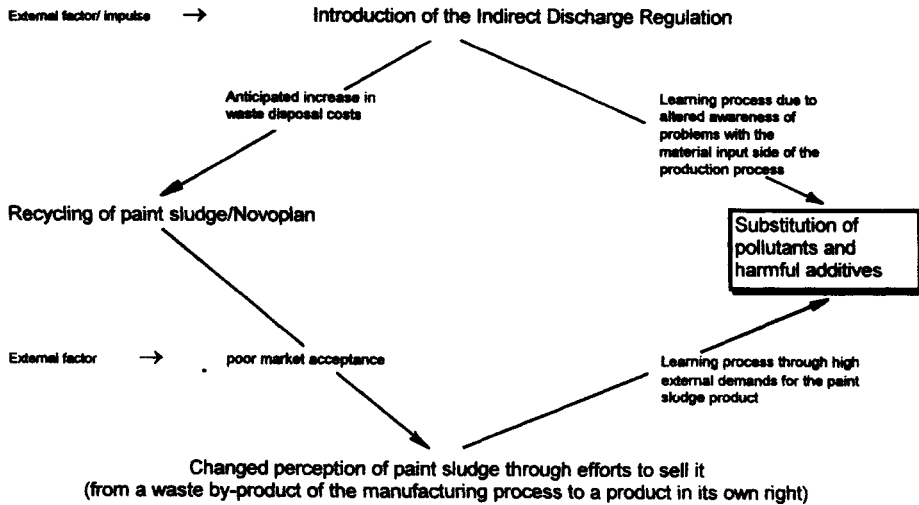 External factor/ impulse → Introduction of the Indirect Discharge Regulation
Anticipated increase in
waste disposal costs
Learning process due to
altered awareness of
problems with the
material input side of the
production process
Recycling of paint sludge/Novoplan
Substitution of
pollutants and
harmful additives
External factor → poor market acceptance
Learning process through high
external demands for the paint
sludge product
Changed perception of paint sludge through efforts to sell it
(from a waste by-product of the manufacturing process to a product in its own right)